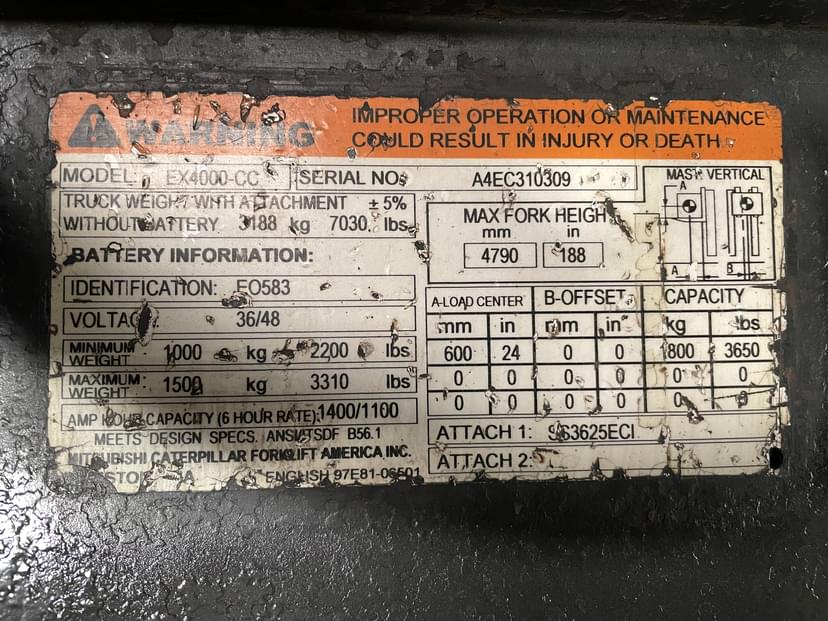 WARNING
IMPROPER OPERATION OR MAINTENANCE
COULD RESULT IN INJURY OR DEATH
MODEL: EX4000-CC
SERIAL NO. A4EC310309
TRUCK WEIGHT WITH ATTACHMENT ± 5%
WITHOUT BATTERY 3188 kg 7030 lbs
BATTERY INFORMATION:
IDENTIFICATION: EO583
36/48
MINIMUM WEIGHT: 1000 kg 2200 lbs
MAXIMUM WEIGHT: 1500 kg 3310 lbs
AMP HOUR CAPACITY (6 HOUR RATE): 1400/1100
MEETS DESIGN SPECS. ANSI/ITSDF B56.1
MITSUBISHI CATERPILLAR FORKLIFT AMERICA INC.
ENGLISH
MAX FORK HEIGH
mm in
4790 188
MAST VERTICAL
A
A B
A-LOAD CENTER B-OFFSET CAPACITY
mm in mm in kg lbs
600 24 0 0 800 3650
0 0 0 0 0 0
0 0 0 0 0 0
ATTACH 1:
ATTACH 2: